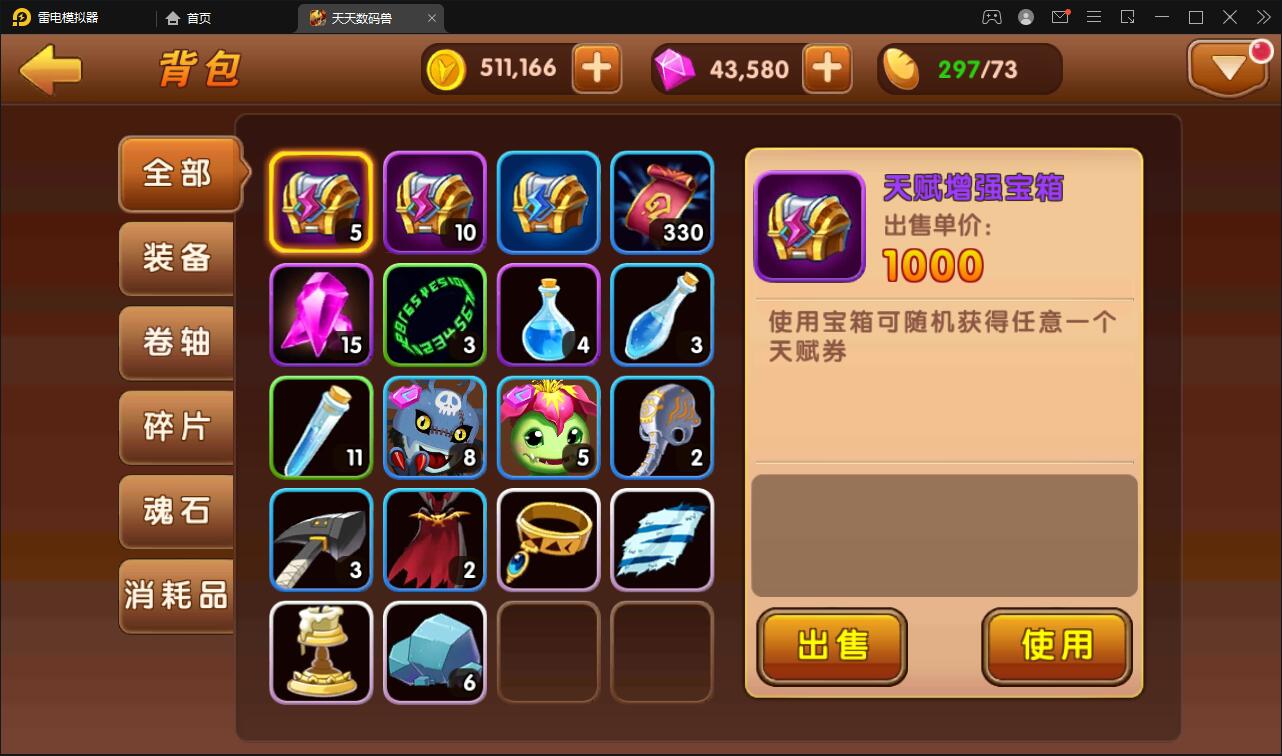 雷电模拟器
首页
天天数码兽
背包
511,166
43,580
297/73
全部
装备
卷轴
碎片
魂石
消耗品
5
10
330
15
3
4
3
11
8
5
2
3
2
6
天赋增强宝箱
出售单价:
1000
使用宝箱可随机获得任意一个
天赋券
出售
使用